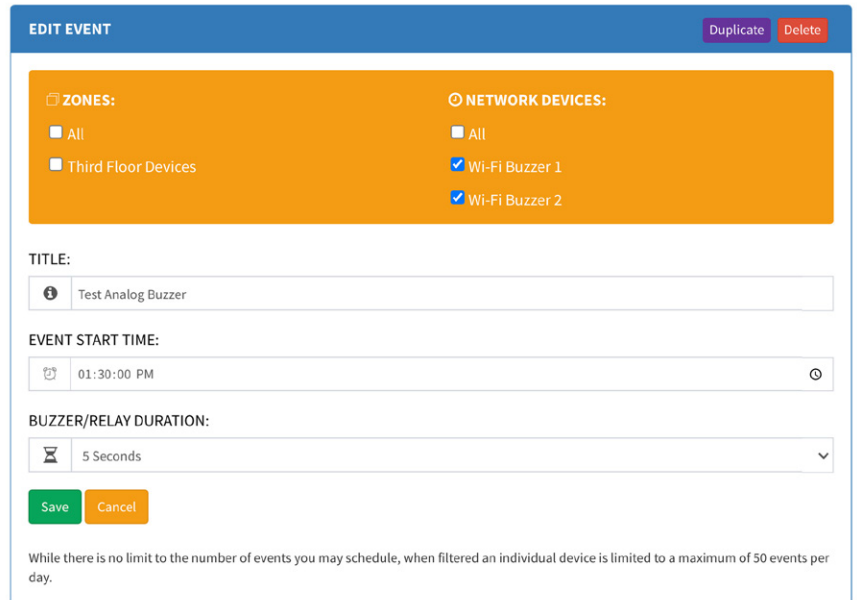 EDIT EVENT
Duplicate
Delete
ZONES:
All
Third Floor Devices
NETWORK DEVICES:
All
Wi-Fi Buzzer 1
Wi-Fi Buzzer 2
TITLE:
Test Analog Buzzer
EVENT START TIME:
01:30:00 PM
BUZZER/RELAY DURATION:
5 Seconds
Save
Cancel
While there is no limit to the number of events you may schedule, when filtered an individual device is limited to a maximum of 50 events per
day.